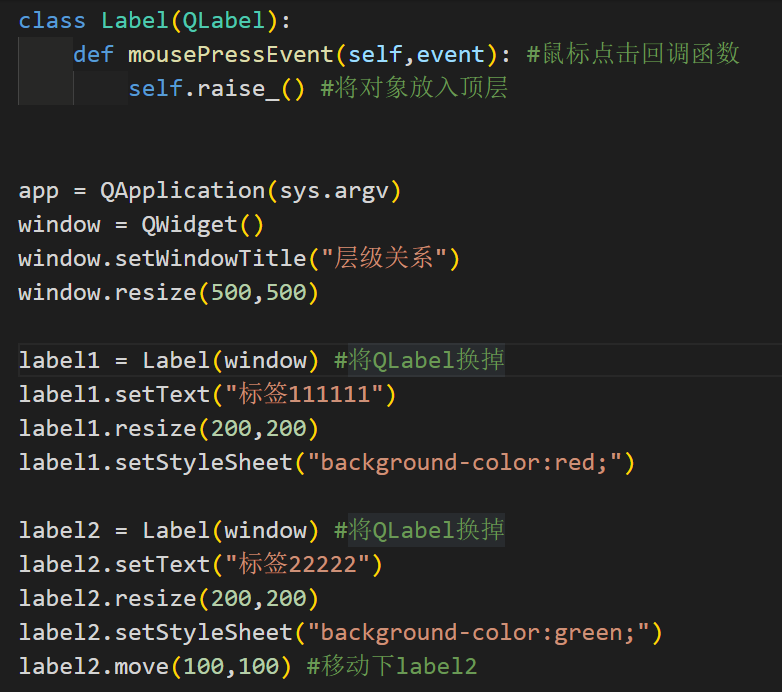 class Label(QLabel):
    def mousePressEvent(self,event): #鼠标点击回调函数
        self.raise_() #将对象放入顶层
app = QApplication(sys.argv)
window = QWidget()
window.setWindowTitle("层级关系")
window.resize(500,500)
label1 = Label(window) #将QLabel换掉
label1.setText("标签111111")
label1.resize(200,200)
label1.setStyleSheet("background-color:red;")
label2 = Label(window) #将QLabel换掉
label2.setText("标签22222")
label2.resize(200,200)
label2.setStyleSheet("background-color:green;")
label2.move(100,100) #移动下label2